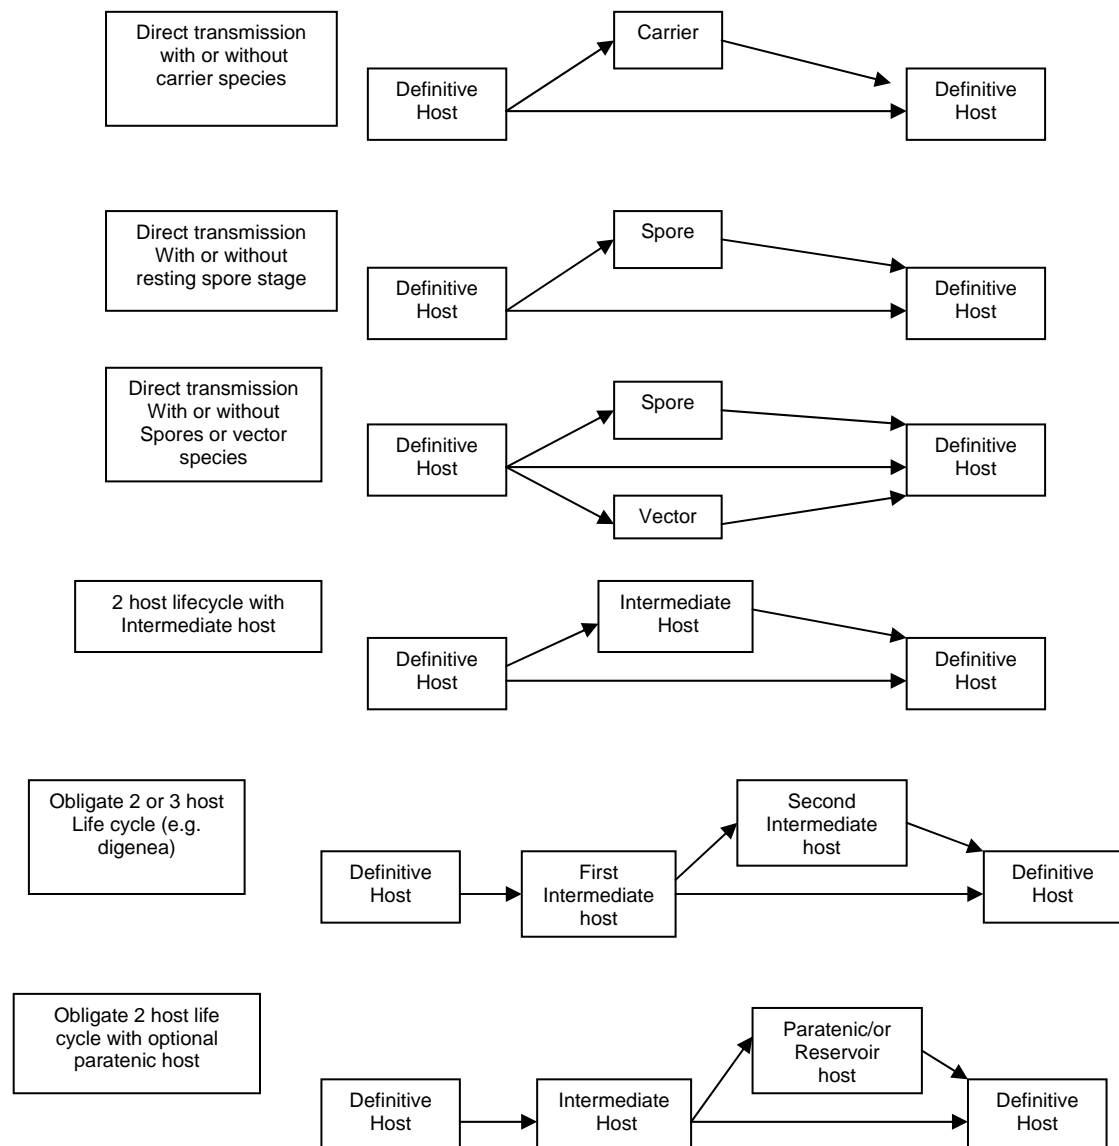 Direct transmission
with or without
carrier species
Carrier
Definitive
Host
Definitive
Host
Direct transmission
With or without
resting spore stage
Spore
Definitive
Host
Definitive
Host
Direct transmission
With or without
Spores or vector
species
Spore
Definitive
Host
Definitive
Host
Vector
2 host lifecycle with
Intermediate host
Intermediate
Host
Definitive
Host
Definitive
Host
Obligate 2 or 3 host
Life cycle (e.g.
digenea)
Second
Intermediate
host
Definitive
Host
First
Intermediate
host
Definitive
Host
Obligate 2 host life
cycle with optional
paratenic host
Paratenic/or
Reservoir
host
Definitive
Host
Intermediate
Host
Definitive
Host